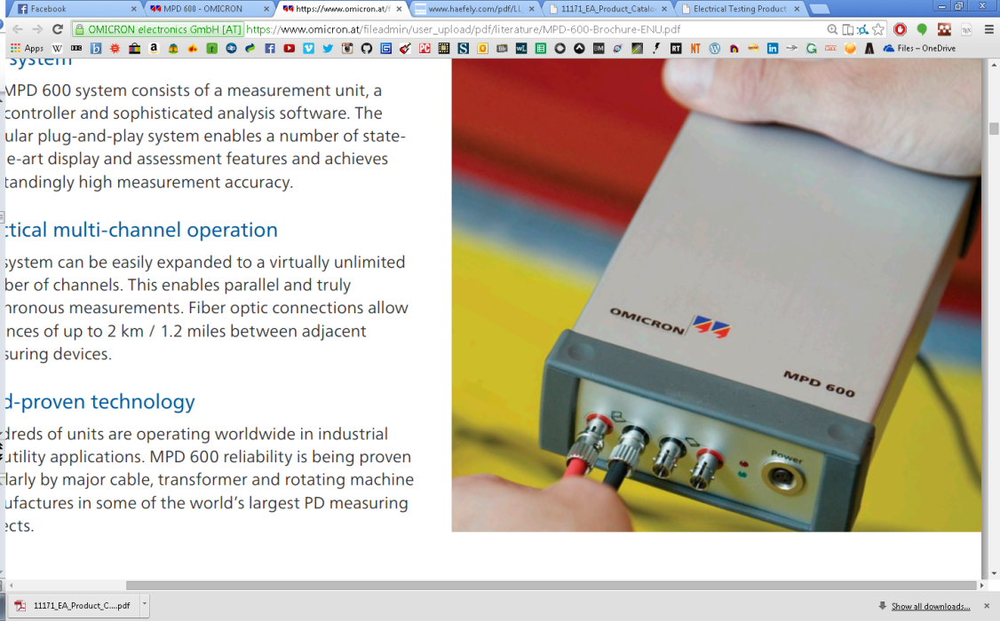 Facebook
MPD 600 - OMICRON
https://www.omicron.at/f
www.haefely.com/pdf/LL
11171_EA_Product_Catalo
Electrical Testing Product
OMICRON electronics GmbH [AT]
https://www.omicron.at/fileadmin/user_upload/pdf/literature/MPD-600-Brochure-ENU.pdf
Apps
Files – OneDrive
system
MPD 600 system consists of a measurement unit, a
controller and sophisticated analysis software. The
ular plug-and-play system enables a number of state-
e-art display and assessment features and achieves
tandingly high measurement accuracy.
ctical multi-channel operation
system can be easily expanded to a virtually unlimited
ber of channels. This enables parallel and truly
hronous measurements. Fiber optic connections allow
ances of up to 2 km / 1.2 miles between adjacent
suring devices.
d-proven technology
dreds of units are operating worldwide in industrial
utility applications. MPD 600 reliability is being proven
larly by major cable, transformer and rotating machine
ufactures in some of the world's largest PD measuring
ects.
OMICRON
MPD 600
Power
11171_EA_Product_C....pdf
Show all downloads...